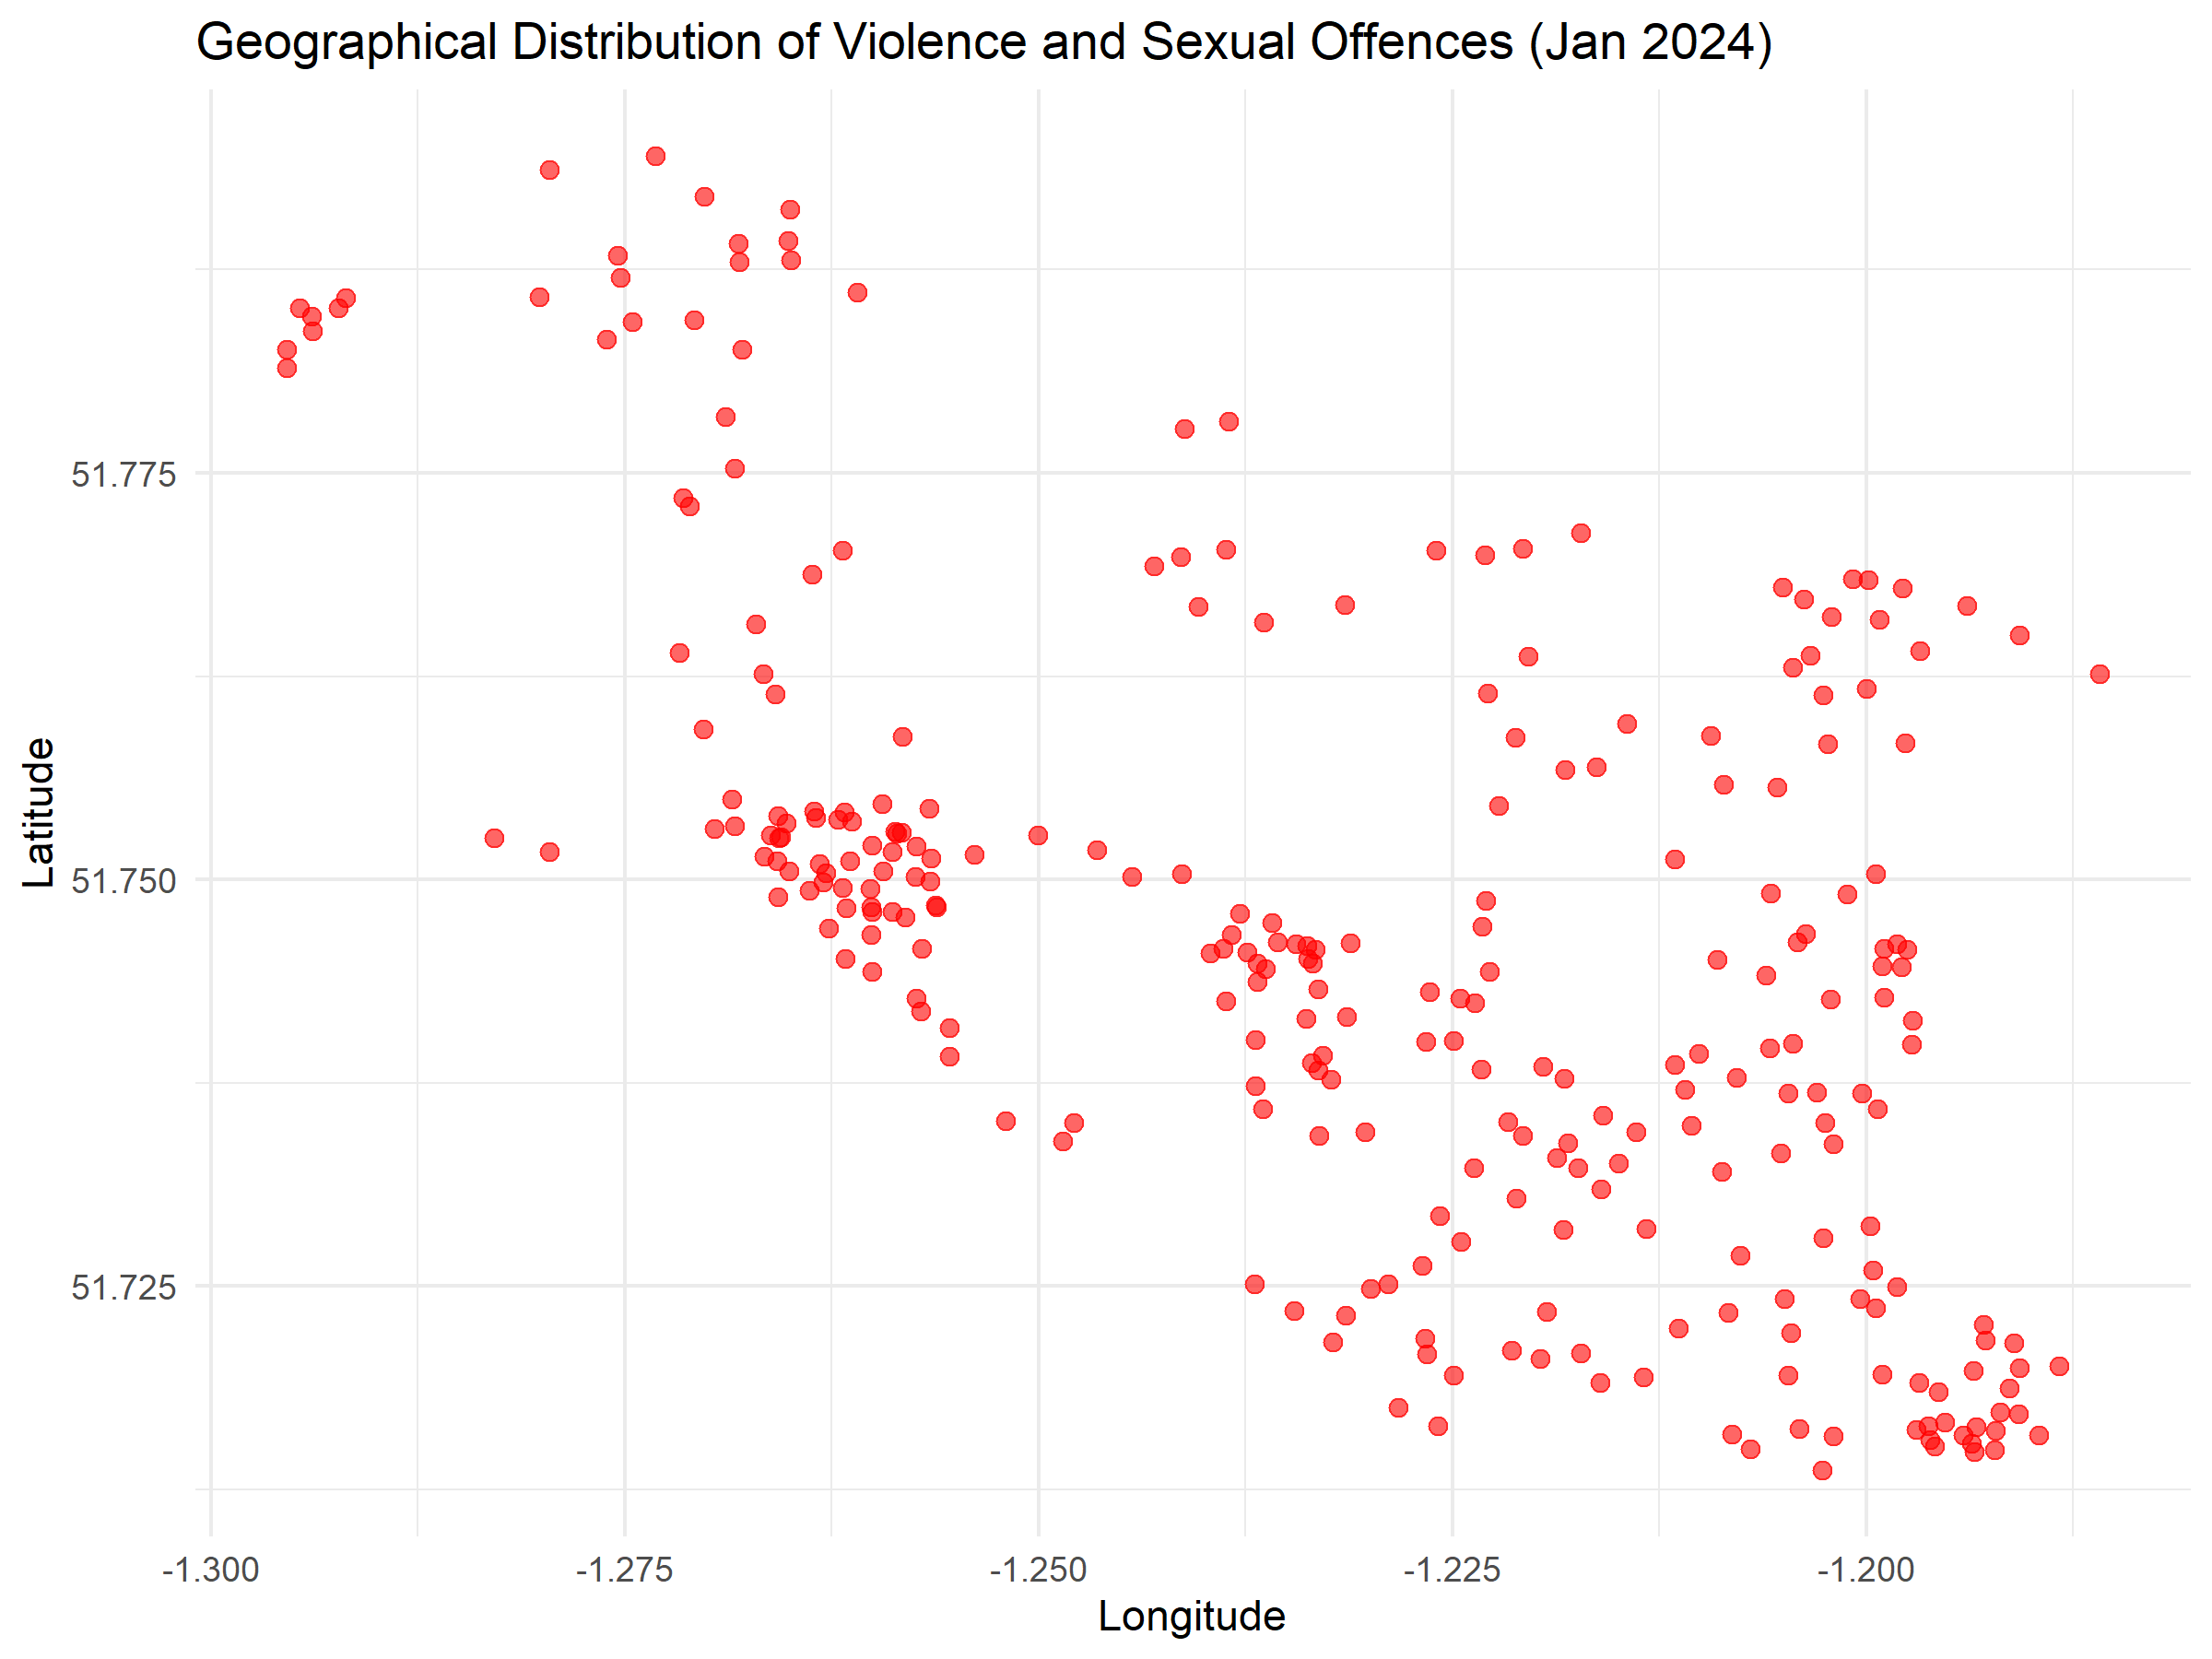 Geographical Distribution of Violence and Sexual Offences (Jan 2024)
Latitude
51.775
51.750
51.725
-1.300 -1.275 -1.250 -1.225 -1.200
Longitude